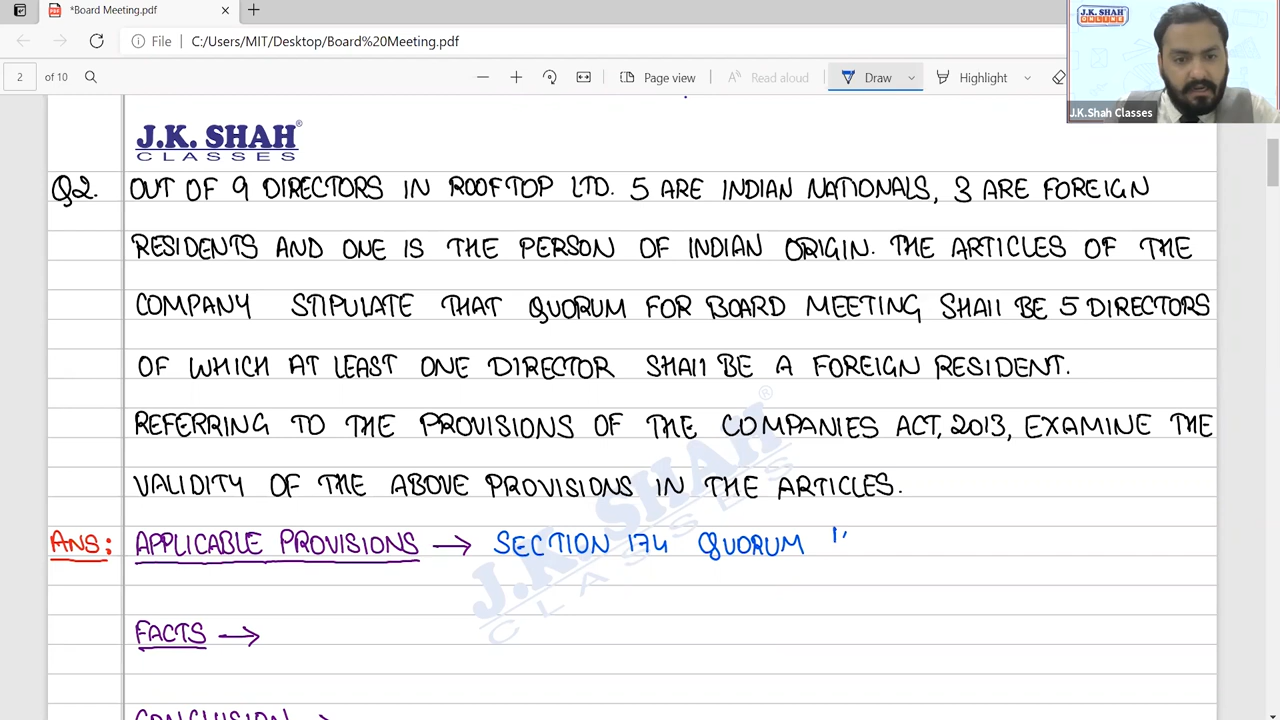 *Board Meeting.pdf
File C:/Users/MIT/Desktop/Board%20Meeting.pdf
2 of 10 Page view Read aloud Draw Highlight
J.K. SHAH ONLINE
J.K.Shah Classes
J.K. SHAH®
CLASSES
Q2. OUT OF 9 DIRECTORS IN ROOFTOP LTD. 5 ARE INDIAN NATIONALS, 3 ARE FOREIGN
RESIDENTS AND ONE IS THE PERSON OF INDIAN ORIGIN. THE ARTICLES OF THE
COMPANY STIPULATE THAT QUORUM FOR BOARD MEETING SHALL BE 5 DIRECTORS
OF WHICH AT LEAST ONE DIRECTOR SHALL BE A FOREIGN RESIDENT.
REFERRING TO THE PROVISIONS OF THE COMPANIES ACT, 2013, EXAMINE THE
VALIDITY OF THE ABOVE PROVISIONS IN THE ARTICLES.
ANS: APPLICABLE PROVISIONS → SECTION 174 QUORUM
J.K. SHAH®
CLASSES
FACTS →
CONCLUSION →